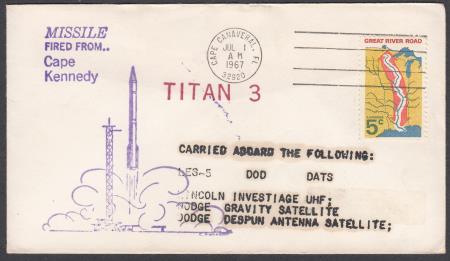 MISSILE
FIRED FROM..
Cape
Kennedy
CAPE CANAVERAL, FL
JUL 1
AM
1967
32920
GREAT RIVER ROAD
5c
TITAN 3
CARRIED ABOARD THE FOLLOWING:
LES-5 DOD DATS
LINCOLN INVESTIAGE UHF;
DODGE GRAVITY SATELLITE
DODGE DESPUN ANTENNA SATELLITE;